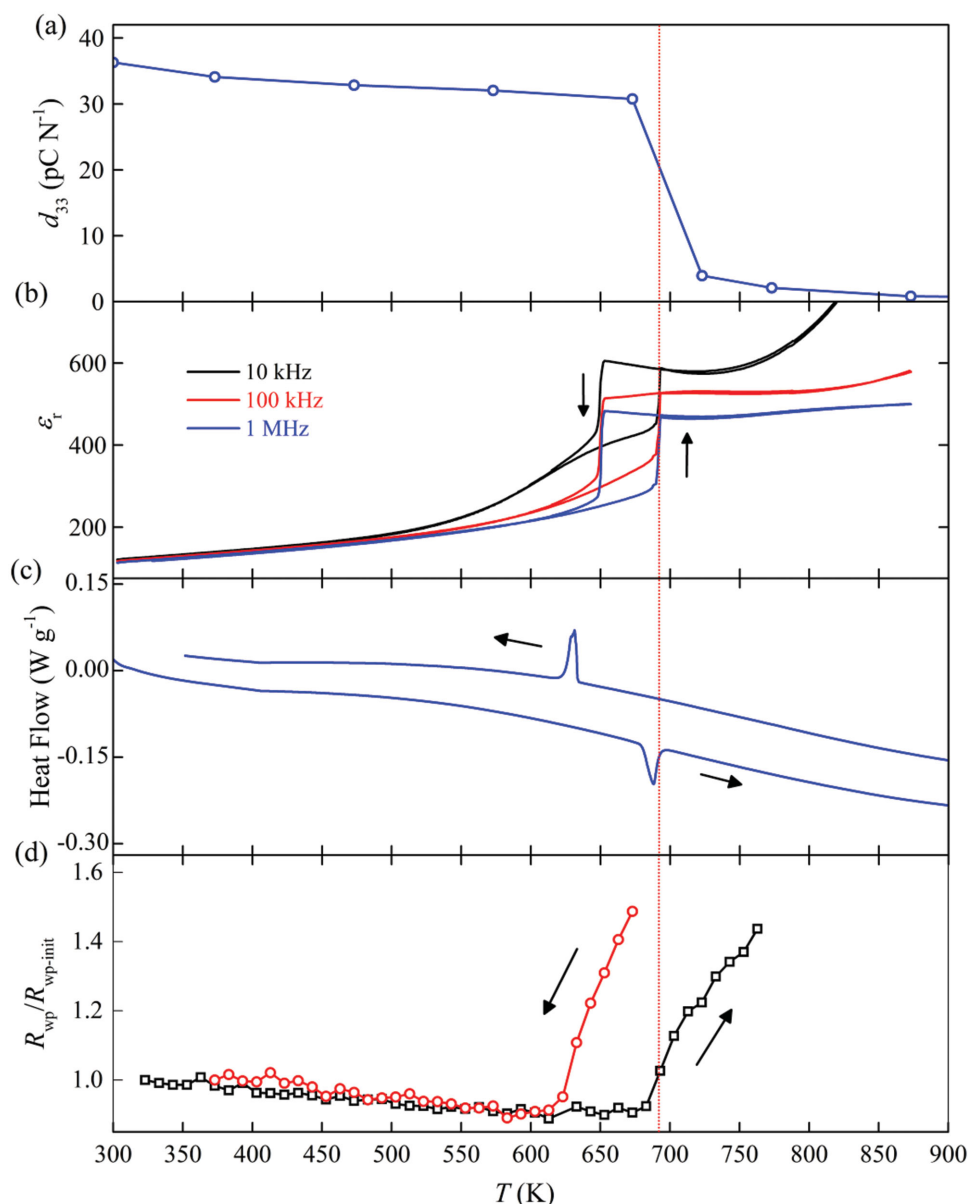 (a)
40
30
20
10
0
d33 (pC N-1)
(b)
10 kHz
100 kHz
1 MHz
600
400
200
εr
(c)
0.15
0.00
-0.15
-0.30
Heat Flow (W g-1)
(d)
1.6
1.4
1.2
1.0
Rwp/Rwp-init
300 350 400 450 500 550 600 650 700 750 800 850 900
T (K)